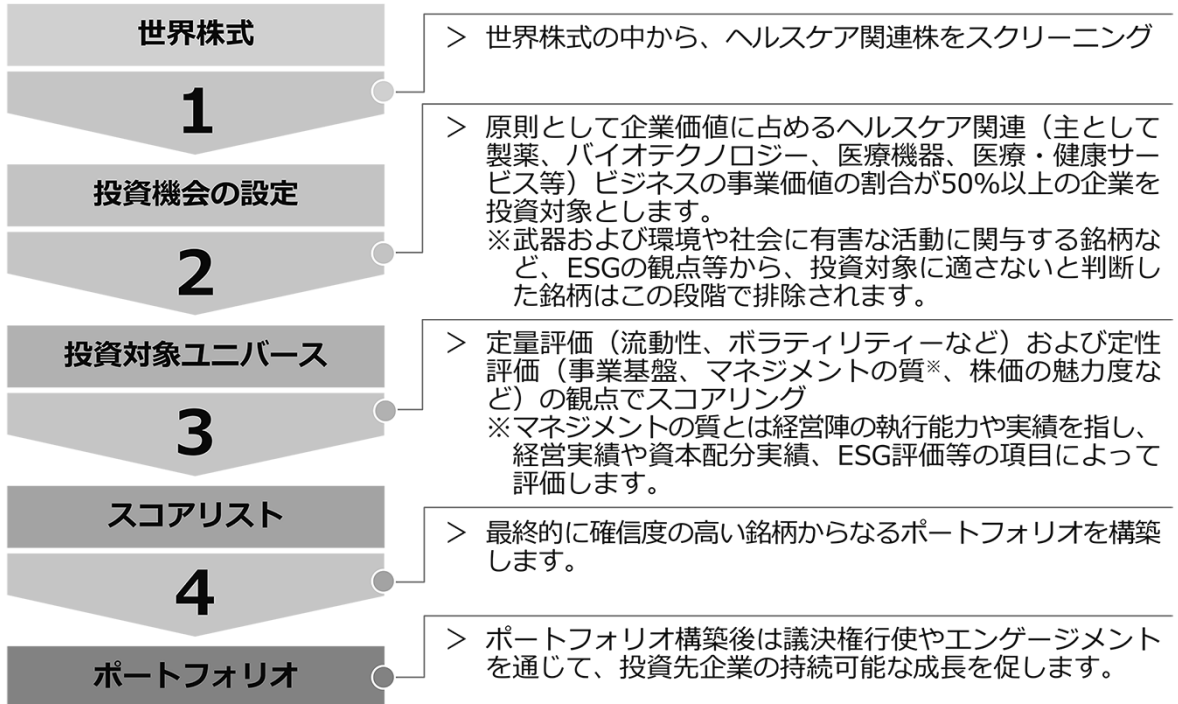 世界株式
＞ 世界株式の中から、ヘルスケア関連株をスクリーニング
1
＞ 原則として企業価値に占めるヘルスケア関連（主として
製薬、バイオテクノロジー、医療機器、医療・健康サー
ビス等）ビジネスの事業価値の割合が50%以上の企業を
投資対象とします。
※武器および環境や社会に有害な活動に関与する銘柄な
ど、ESGの観点等から、投資対象に適さないと判断し
た銘柄はこの段階で排除されます。
投資機会の設定
2
＞ 定量評価（流動性、ボラティリティーなど）および定性
評価（事業基盤、マネジメントの質※、株価の魅力度な
ど）の観点でスコアリング
※マネジメントの質とは経営陣の執行能力や実績を指し、
経営実績や資本配分実績、ESG評価等の項目によって
評価します。
投資対象ユニバース
3
スコアリスト
＞ 最終的に確信度の高い銘柄からなるポートフォリオを構築
します。
4
ポートフォリオ
＞ ポートフォリオ構築後は議決権行使やエンゲージメント
を通じて、投資先企業の持続可能な成長を促します。